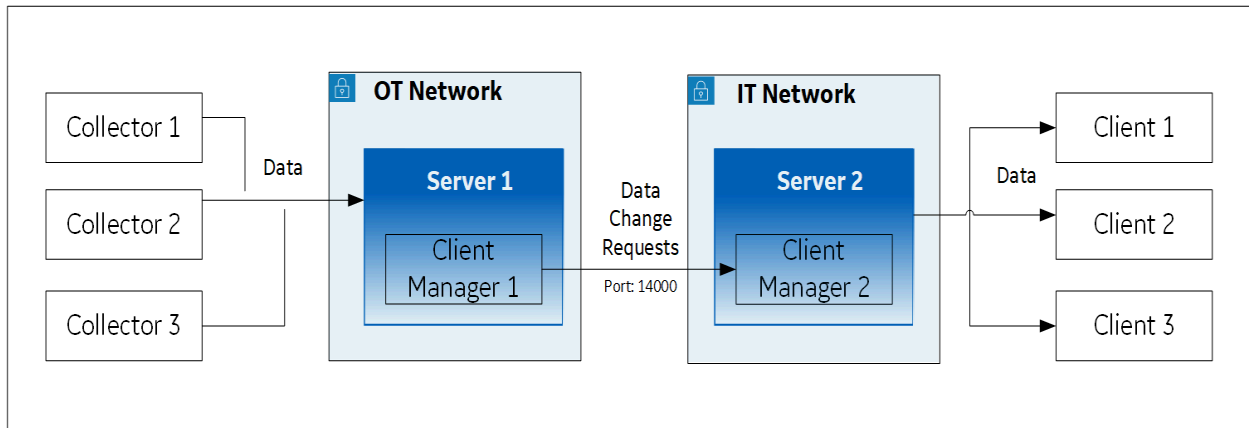 OT Network
IT Network
Collector 1
Collector 2
Collector 3
Data
Server 1
Client
Manager 1
Data
Change
Requests
Port: 14000
Server 2
Client
Manager 2
Data
Client 1
Client 2
Client 3